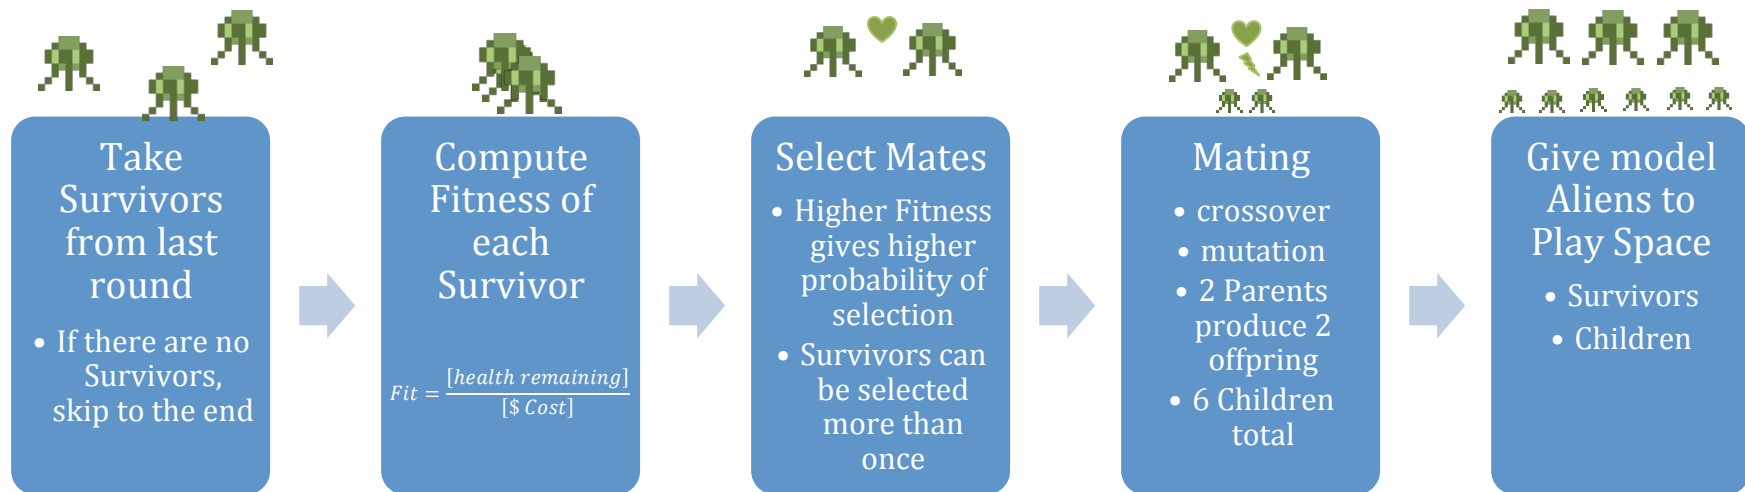 Take
Survivors
from last
round
• If there are no
Survivors,
skip to the end
Compute
Fitness of
each
Survivor
Fit = [health remaining] / [$ Cost]
Select Mates
• Higher Fitness
gives higher
probability of
selection
• Survivors can
be selected
more than
once
Mating
• crossover
• mutation
• 2 Parents
produce 2
offpring
• 6 Children
total
Give model
Aliens to
Play Space
• Survivors
• Children